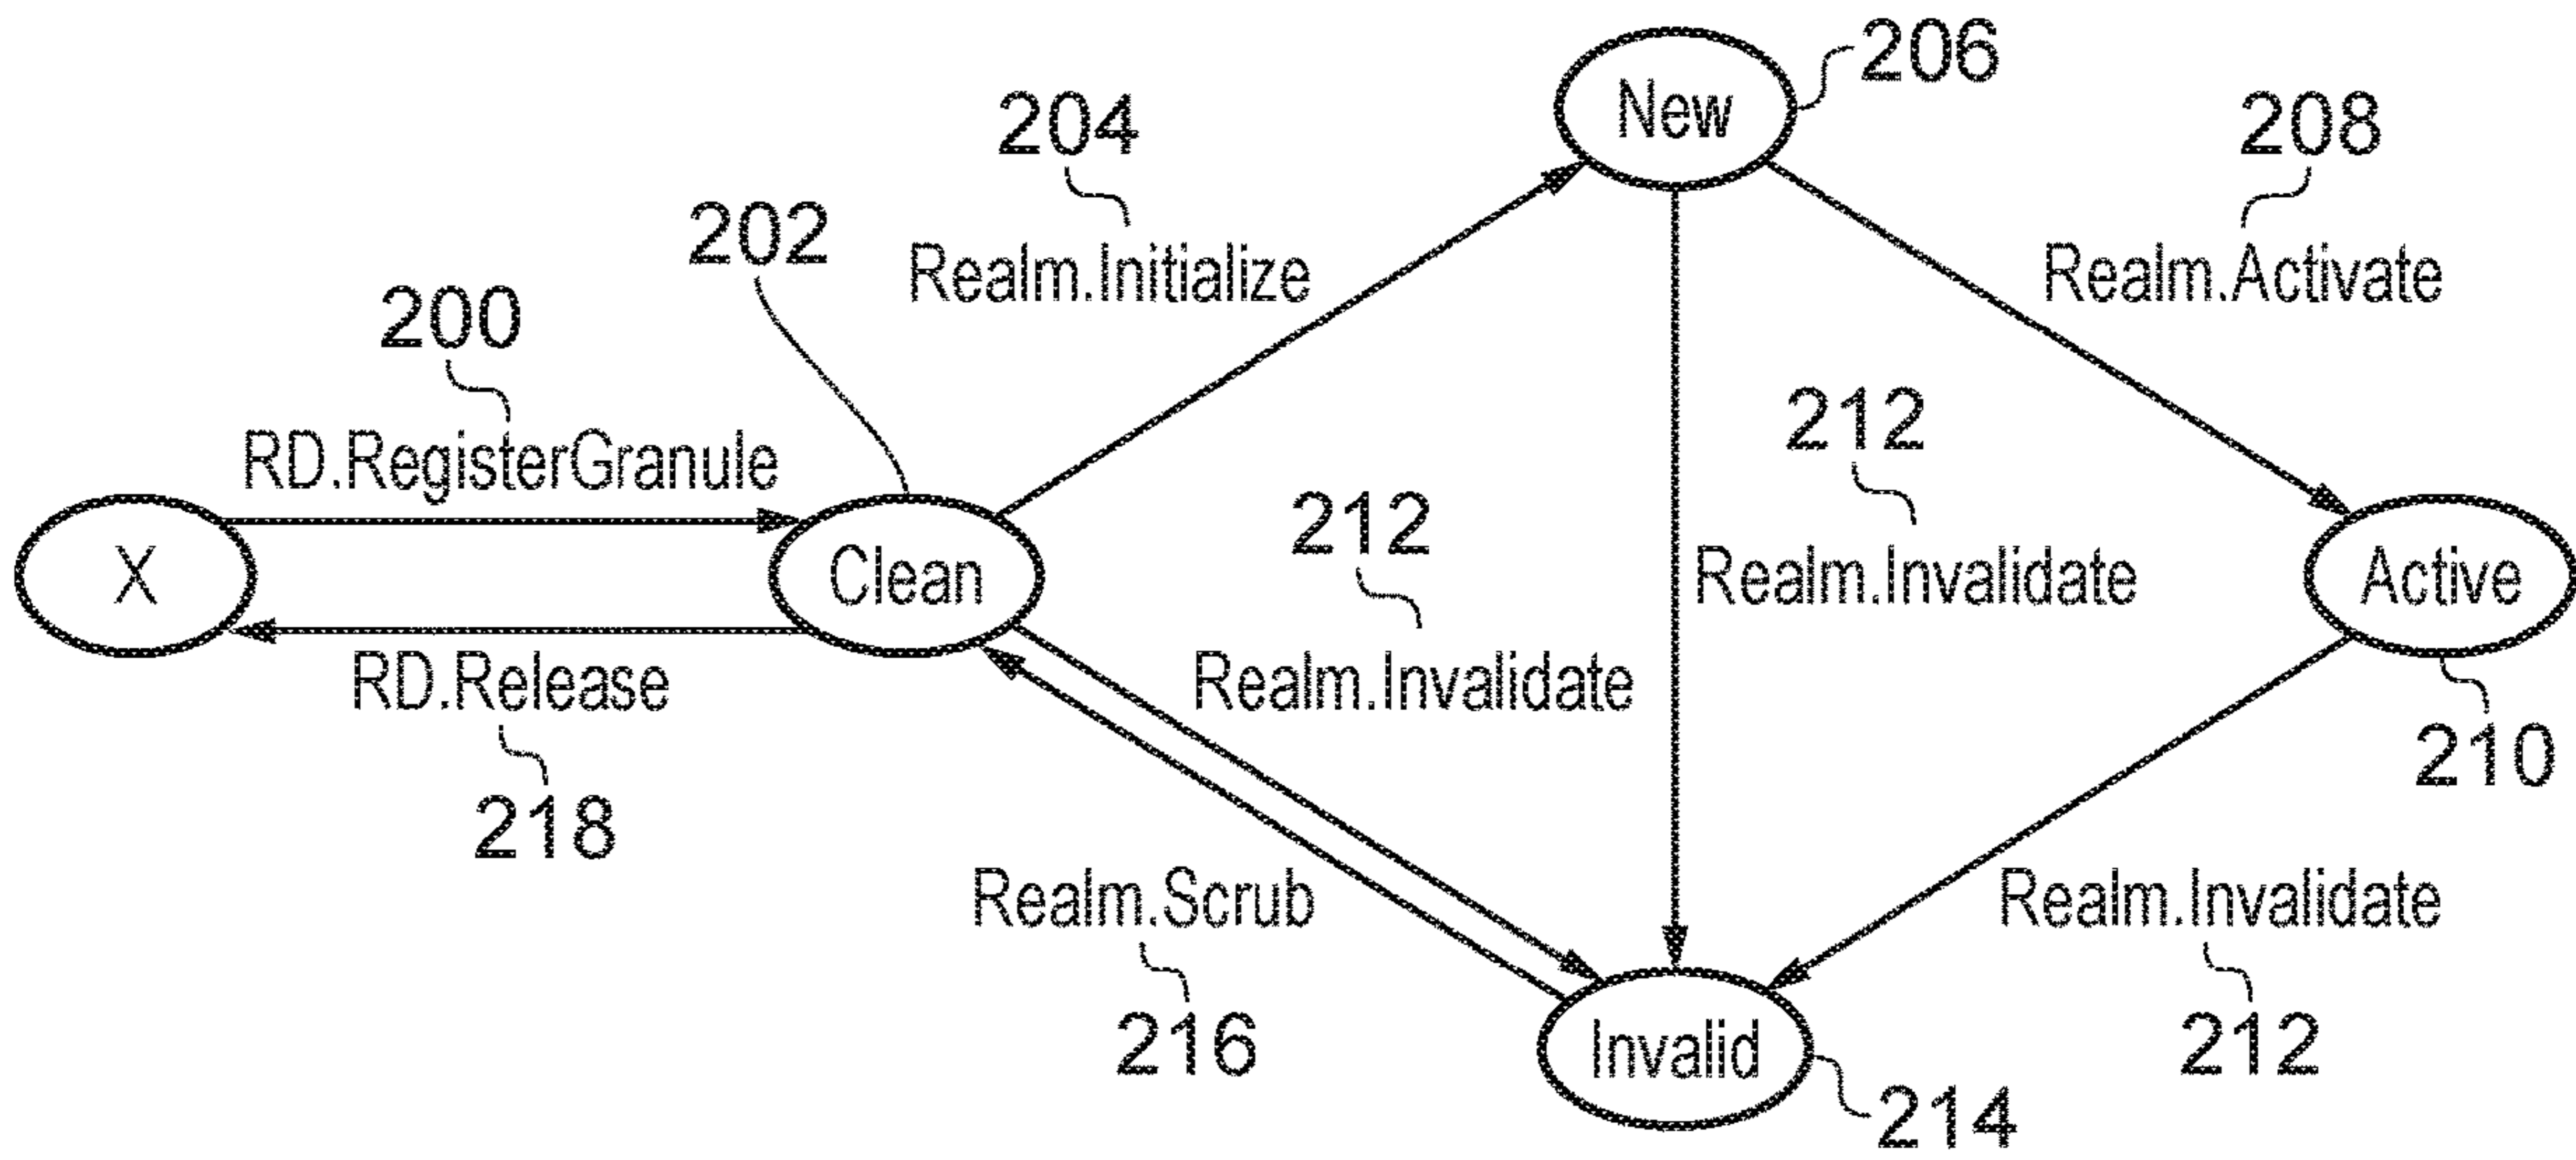 New
206
204
208
202
Realm.Initialize
Realm.Activate
200
212
RD.RegisterGranule
212
X
Clean
Realm.Invalidate
Active
RD.Release
Realm.Invalidate
210
218
Realm.Scrub
Realm.Invalidate
216
Invalid
212
214